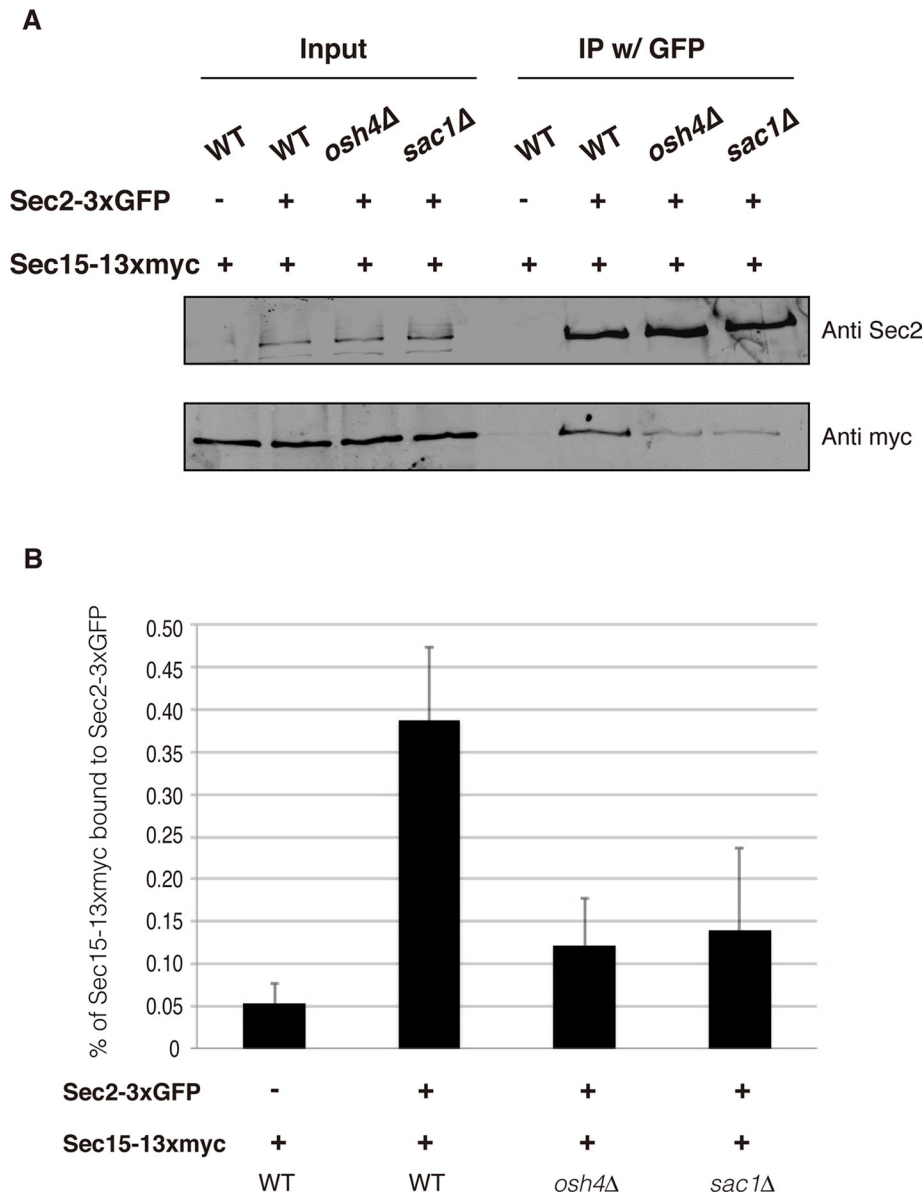 A
Input IP w/ GFP
WT WT osh4Δ sac1Δ WT WT osh4Δ sac1Δ
Sec2-3xGFP - + + + - + + +
Sec15-13xmyc + + + + + + + +
Anti Sec2
Anti myc
B
% of Sec15-13xmyc bound to Sec2-3xGFP
0.50
0.45
0.40
0.35
0.30
0.25
0.20
0.15
0.10
0.05
0
Sec2-3xGFP - + + +
Sec15-13xmyc + + + +
WT WT osh4Δ sac1Δ